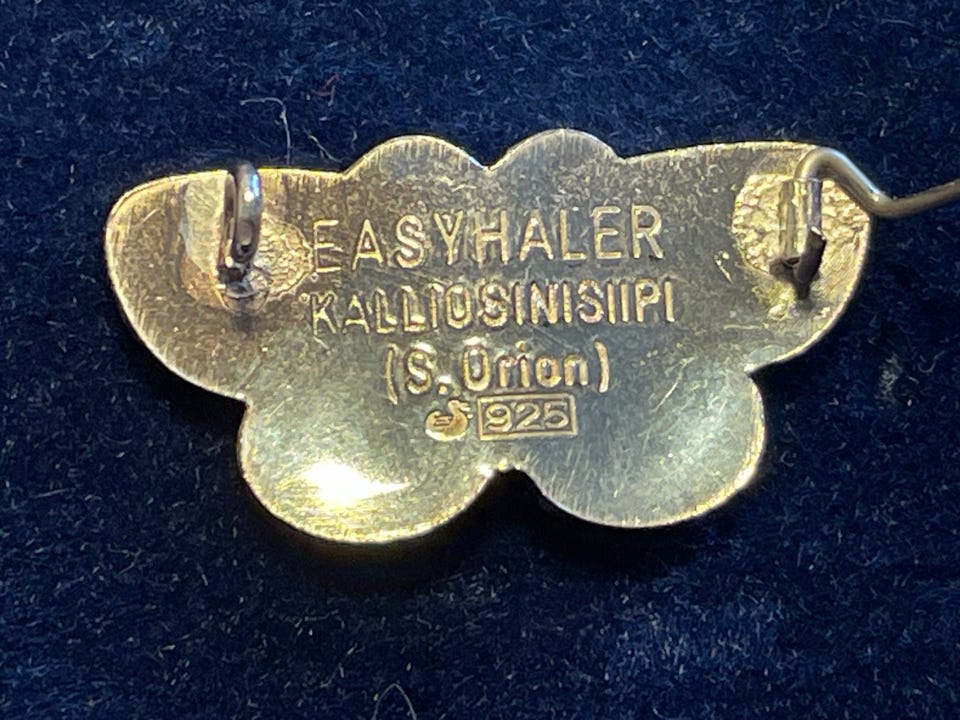 EASYHALER
KALLIOSINISIIPI
(S. Orion)
925